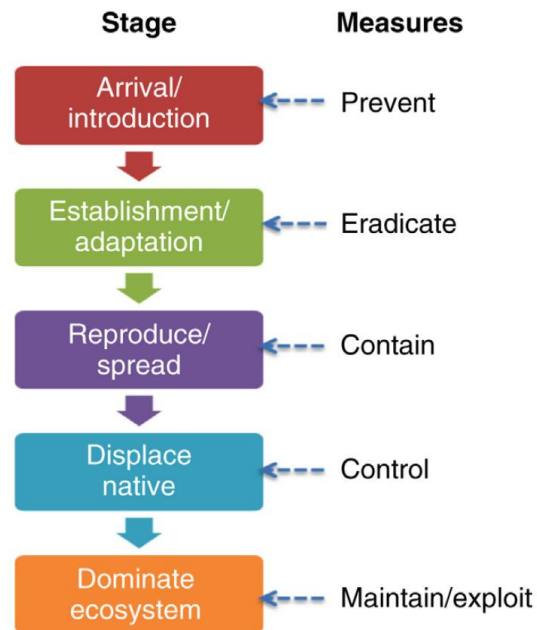 Stage Measures
Arrival/
introduction
Prevent
Establishment/
adaptation
Eradicate
Reproduce/
spread
Contain
Displace
native
Control
Dominate
ecosystem
Maintain/exploit